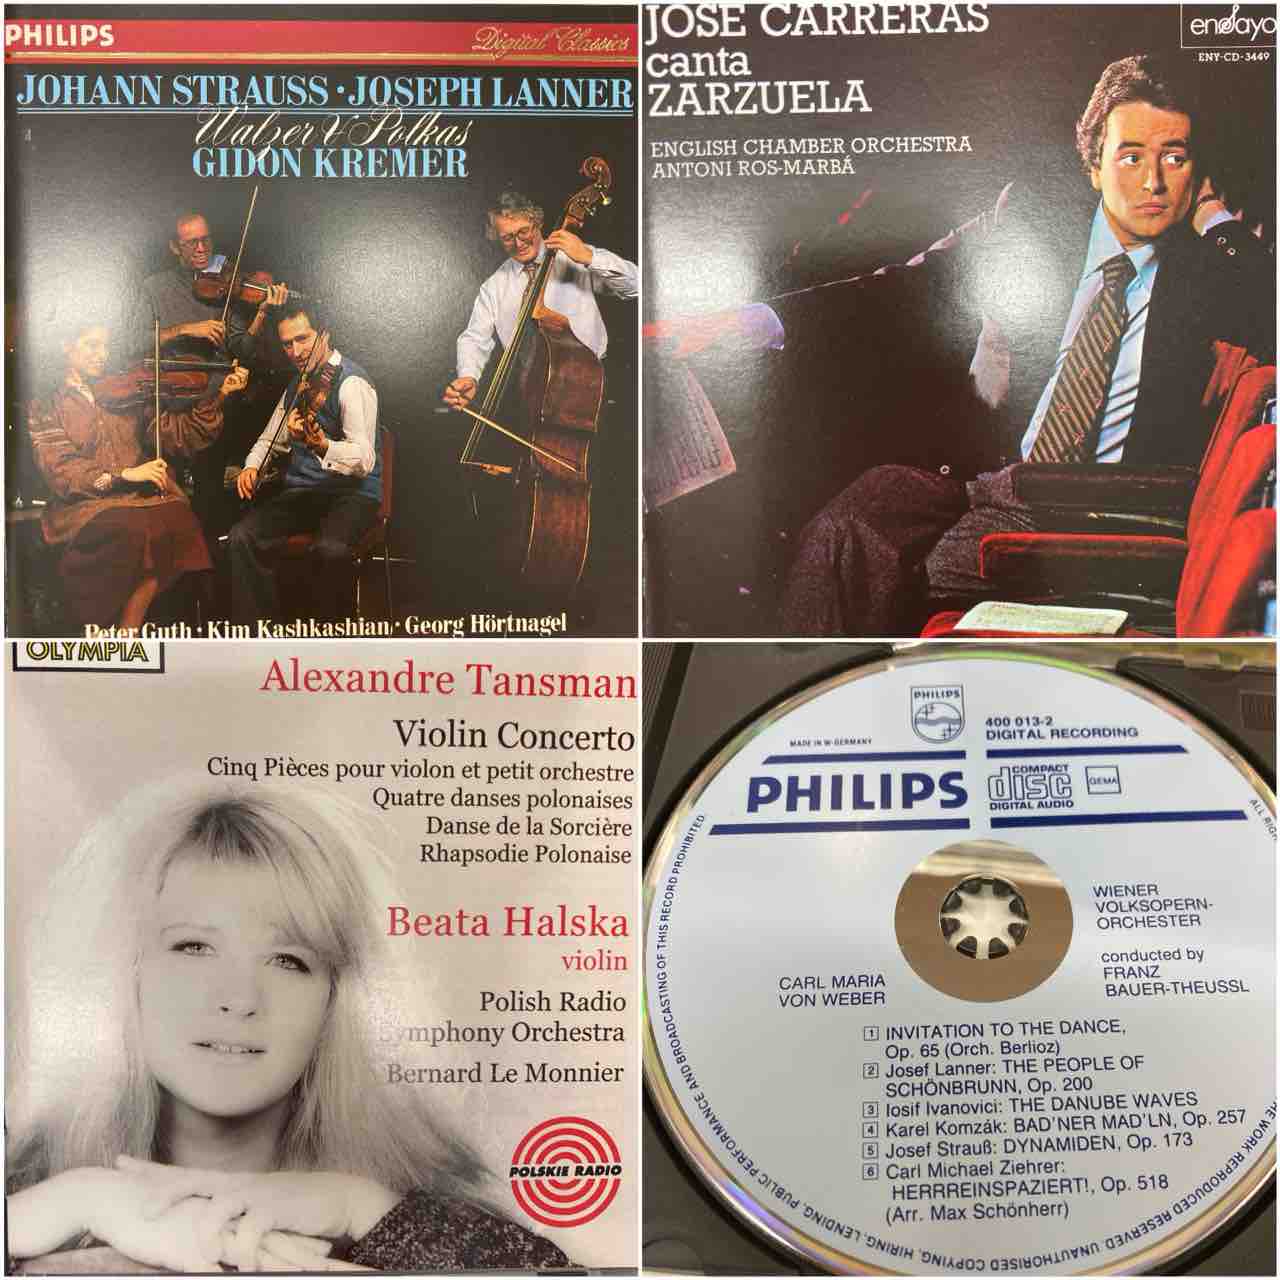 PHILIPS
Digital Classics
JOHANN STRAUSS · JOSEPH LANNER
Walzer & Polkas
GIDON KREMER
Peter Guth · Kim Kashkashian · Georg Hörtnagel
JOSE CARRERAS
canta
ZARZUELA
ENGLISH CHAMBER ORCHESTRA
ANTONI ROS-MARBÁ
ensayo
ENY-CD-3449
OLYMPIA
Alexandre Tansman
Violin Concerto
Cinq Pièces pour violon et petit orchestre
Quatre danses polonaises
Danse de la Sorcière
Rhapsodie Polonaise
Beata Halska
violin
Polish Radio
Symphony Orchestra
Bernard Le Monnier
POLSKIE RADIO
PHILIPS
400 013-2
DIGITAL RECORDING
MADE IN W-GERMANY
PHILIPS
COMPACT
disc
DIGITAL AUDIO
GEMA
WIENER
VOLKSOPERN-
ORCHESTER
conducted by
FRANZ
BAUER-THEUSSL
CARL MARIA
VON WEBER
1 INVITATION TO THE DANCE,
Op. 65 (Orch. Berlioz)
2 Josef Lanner: THE PEOPLE OF
SCHÖNBRUNN, Op. 200
3 Iosif Ivanovici: THE DANUBE WAVES
4 Karel Komzák: BAD'NER MAD'LN, Op. 257
5 Josef Strauß: DYNAMIDEN, Op. 173
6 Carl Michael Ziehrer:
HERRREINSPAZIERT!, Op. 518
(Arr. Max Schönherr)
ALL RIGH
THE WORK REPRODUCED RESERVED. UNAUTHORISED COPYING, HIRING, LENDING, PUBLIC PERFORMANCE AND BROADCASTING OF THIS RECORD PROHIBITED.